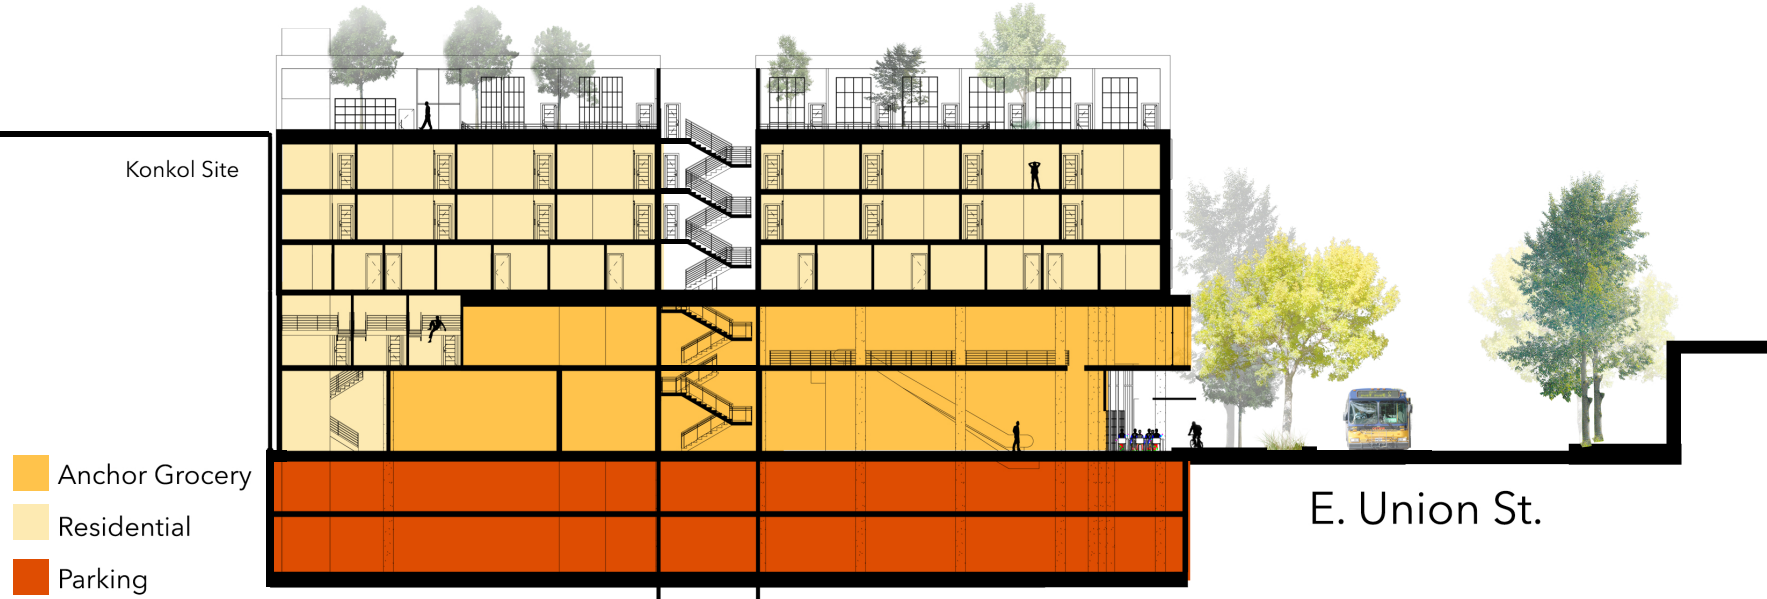 Konkol Site
Anchor Grocery
Residential
Parking
E. Union St.